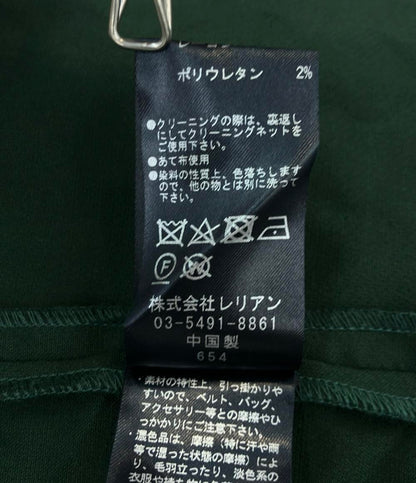 ポリウレタン 2%
●クリーニングの際は、裏返し
にしてクリーニングネットを
ご使用下さい。
●あて布使用
●染料の性質上、色落ちします
ので、他の物とは別に洗って
下さい。
F W
株式会社レリアン
03-5491-8861
中国製
654
・素材の特性上、引っ掛かりや
すいので、ベルト、バッグ、
アクセサリー等との摩擦やひ
っかかりにご注意下さい。
・濃色品は、摩擦（特に汗や雨
等で湿った状態の摩擦）によ
り、毛羽立ったり、淡色系の
衣服や持ち物に